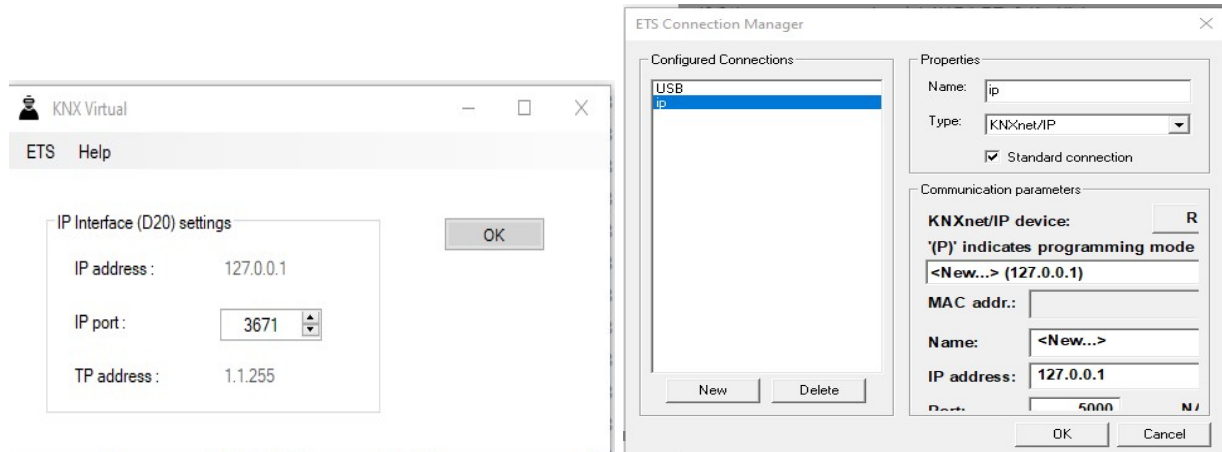 KNX Virtual
ETS Help
IP Interface (D20) settings
IP address : 127.0.0.1
IP port : 3671
TP address : 1.1.255
OK
ETS Connection Manager
Configured Connections
USB
ip
New Delete
Properties
Name: ip
Type: KNXnet/IP
Standard connection
Communication parameters
KNXnet/IP device: R
'(P)' indicates programming mode
<New...> (127.0.0.1)
MAC addr.:
Name: <New...>
IP address: 127.0.0.1
Port: 5000
OK Cancel